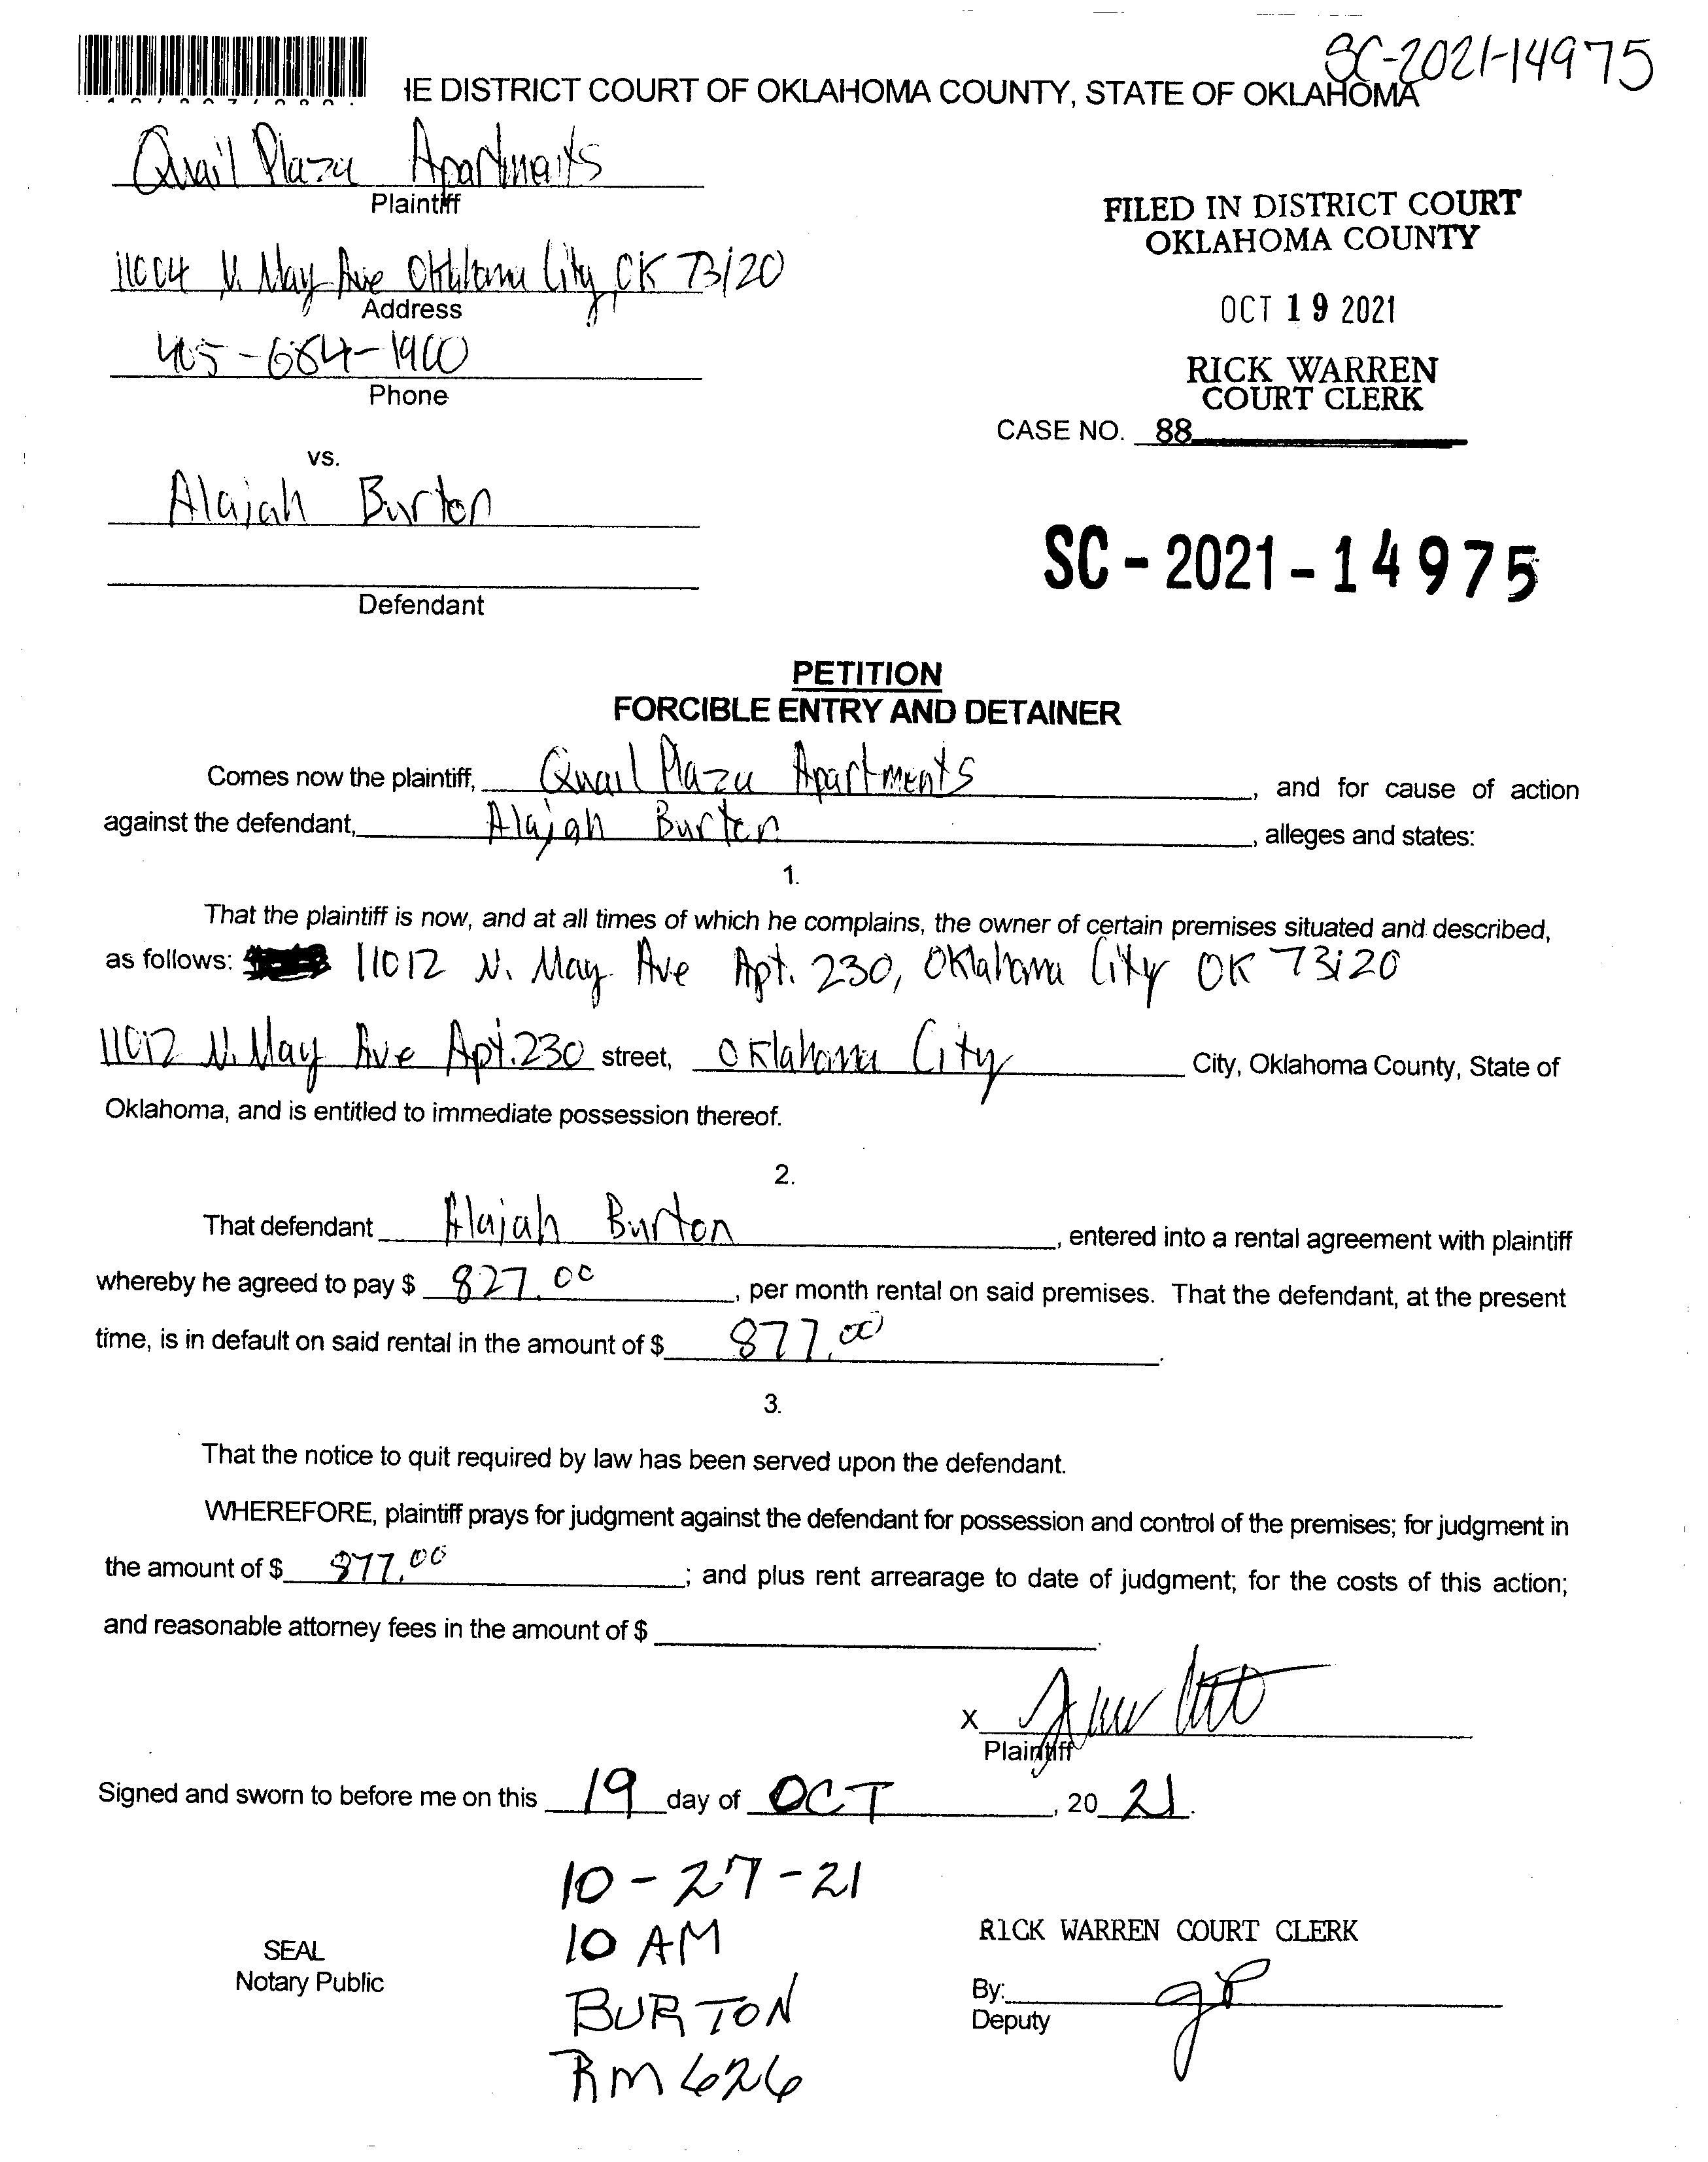 SC-2021-14975
IE DISTRICT COURT OF OKLAHOMA COUNTY, STATE OF OKLAHOMA
Quail Plaza Apartments
Plaintiff
FILED IN DISTRICT COURT
OKLAHOMA COUNTY
11004 N. May Ave Oklahoma City, OK 73120
Address
OCT 19 2021
405-684-1900
Phone
RICK WARREN
COURT CLERK
CASE NO. 88
vs.
Alajah Burton
SC-2021-14975
Defendant
PETITION
FORCIBLE ENTRY AND DETAINER
Comes now the plaintiff, Quail Plaza Apartments, and for cause of action
against the defendant, Alajah Burton, alleges and states:
1.
That the plaintiff is now, and at all times of which he complains, the owner of certain premises situated and described,
as follows: 11012 N. May Ave Apt. 230, Oklahoma City OK 73120
11012 N. May Ave Apt. 230 street, Oklahoma City City, Oklahoma County, State of
Oklahoma, and is entitled to immediate possession thereof.
2.
That defendant Alajah Burton, entered into a rental agreement with plaintiff
whereby he agreed to pay $ 827.00, per month rental on said premises. That the defendant, at the present
time, is in default on said rental in the amount of $ 877.00.
3.
That the notice to quit required by law has been served upon the defendant.
WHEREFORE, plaintiff prays for judgment against the defendant for possession and control of the premises; for judgment in
the amount of $ 877.00; and plus rent arrearage to date of judgment; for the costs of this action;
and reasonable attorney fees in the amount of $ .
X
Plaintiff
Signed and sworn to before me on this 19 day of OCT, 20 21.
10-27-21
10 AM
BURTON
RM 626
SEAL
Notary Public
RICK WARREN COURT CLERK
By: gP
Deputy